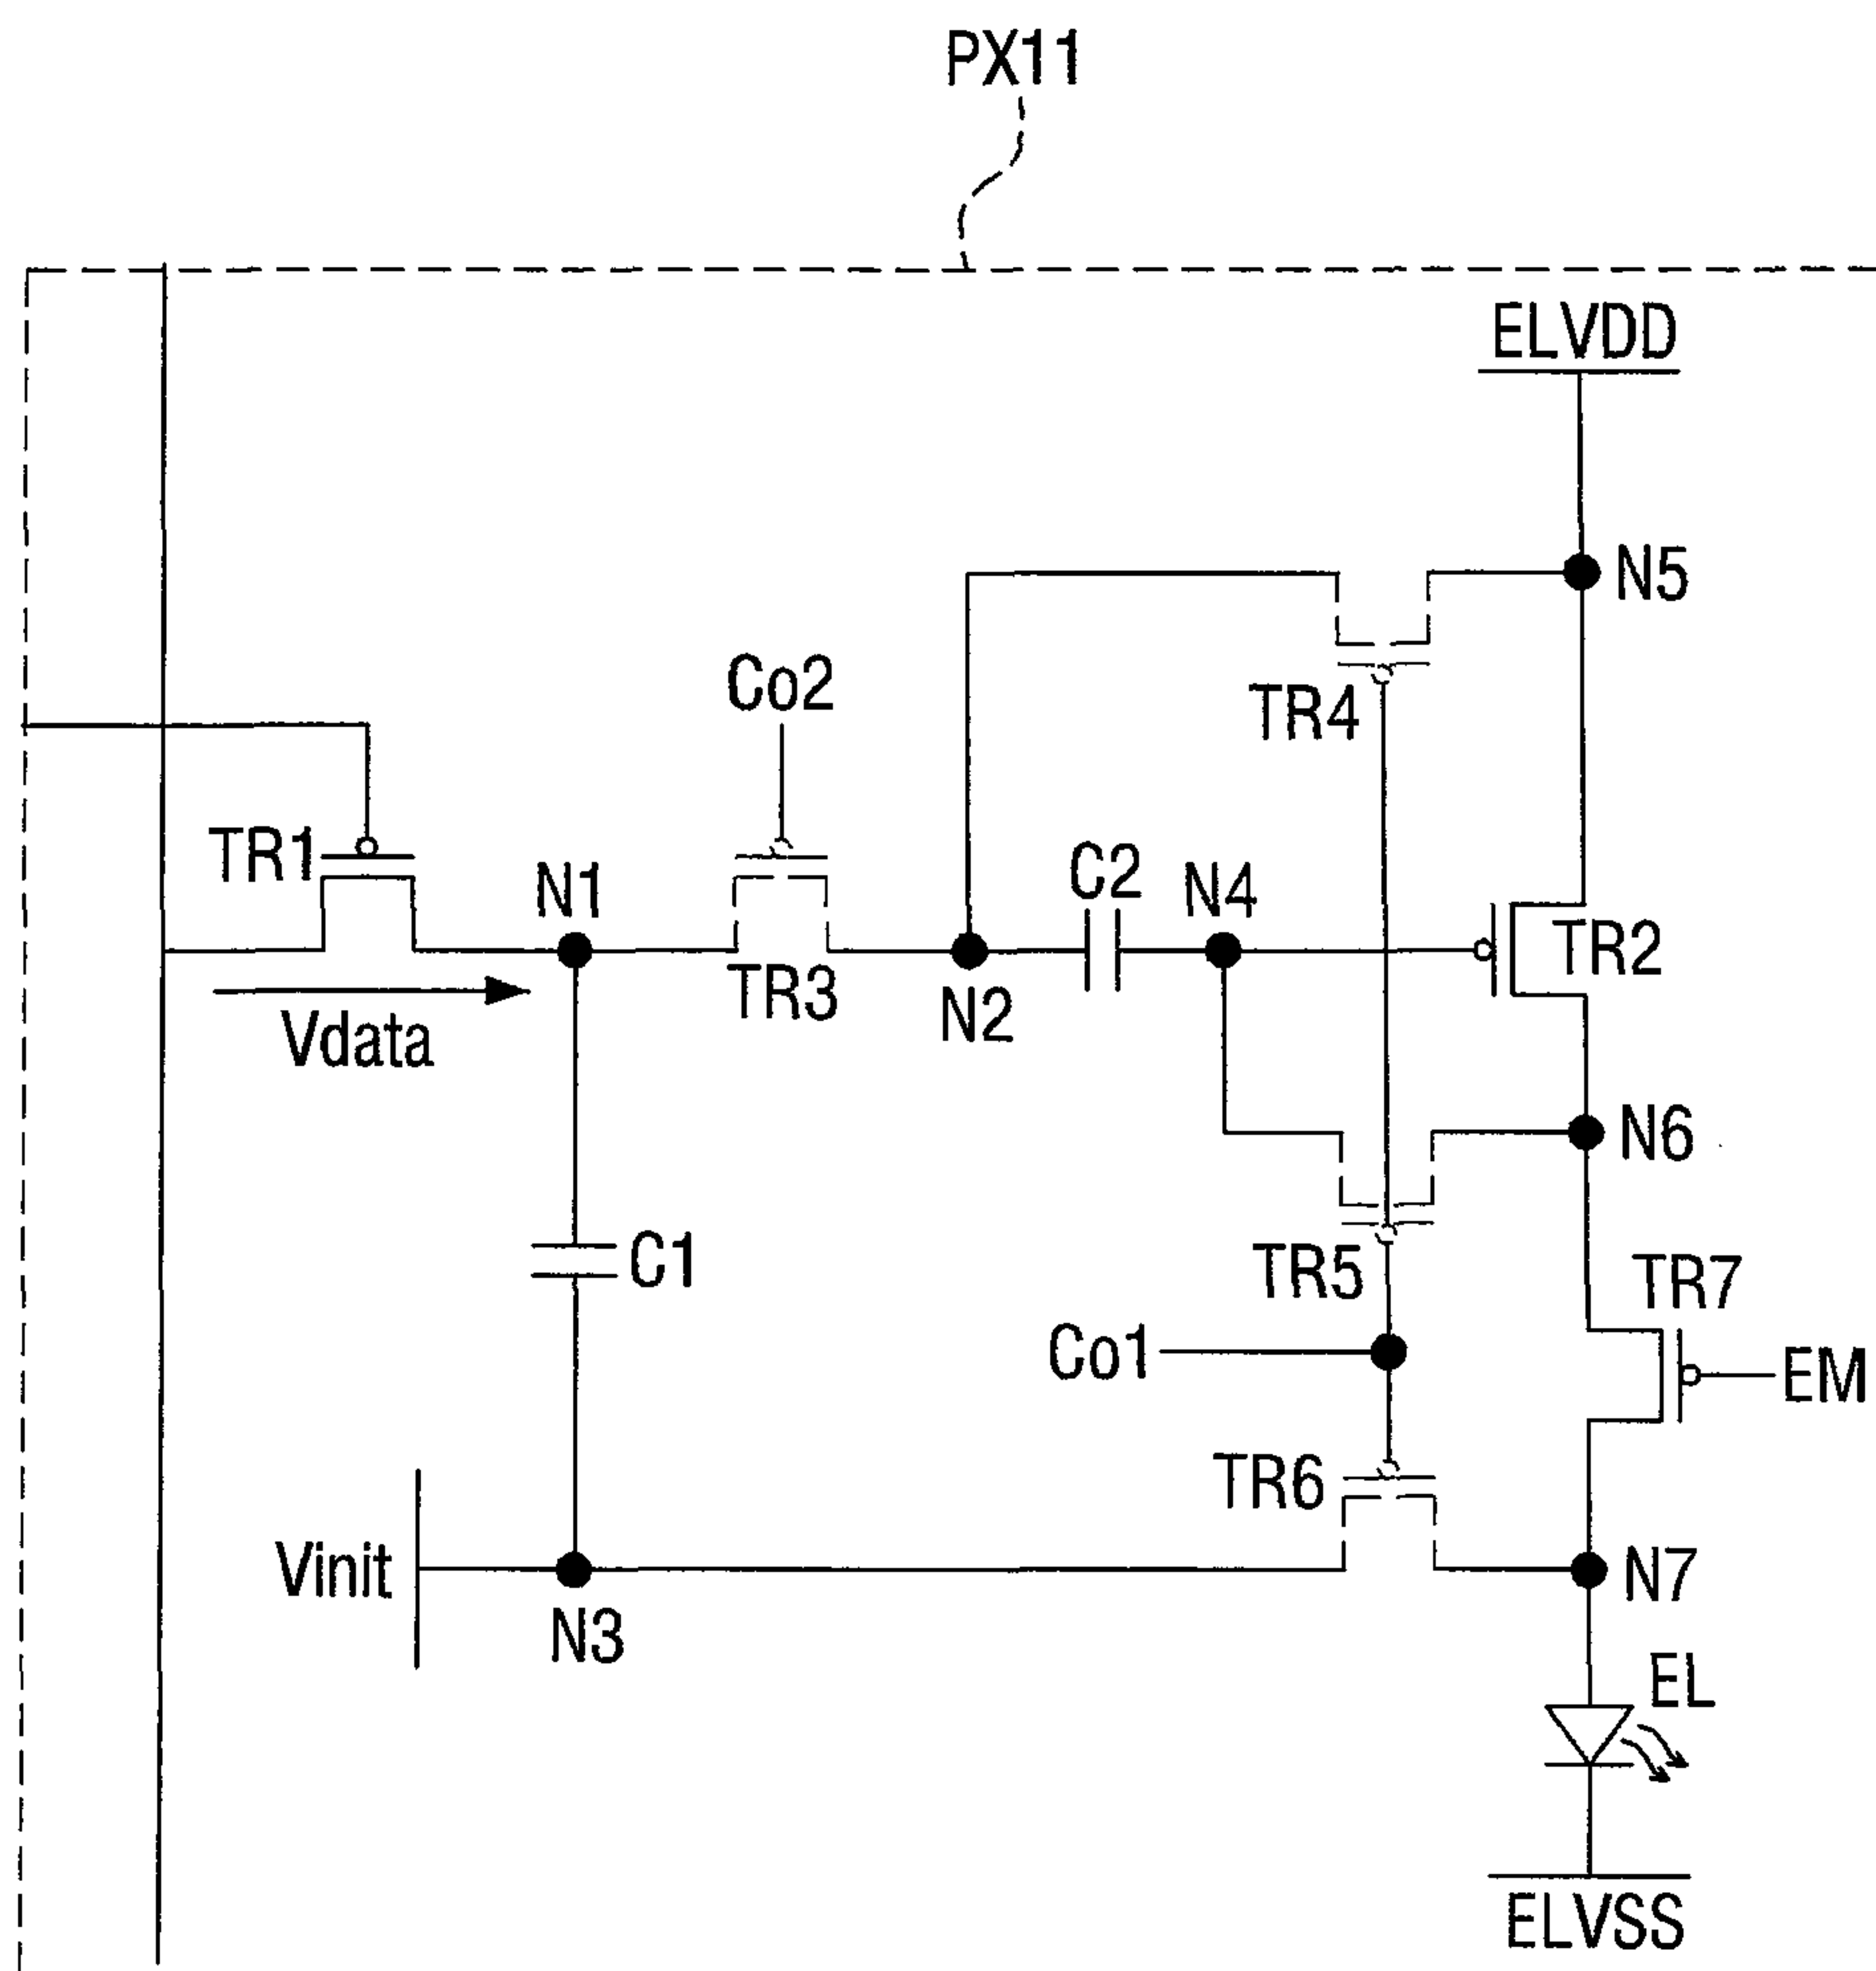 PX11
ELVDD
N5
Co2
TR4
TR1
N1
C2
N4
TR2
TR3
N2
Vdata
N6
C1
TR5
TR7
Co1
EM
TR6
Vinit
N7
N3
EL
ELVSS